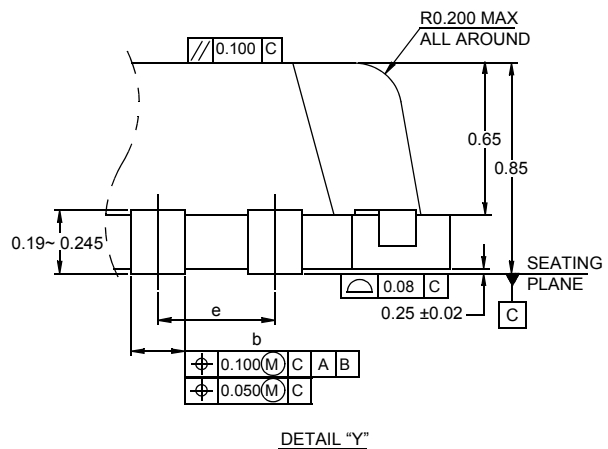 R0.200 MAX
ALL AROUND
// 0.100 C
0.65
0.85
0.19~ 0.245
SEATING
PLANE
⌓ 0.08 C
0.25 ±0.02
C
e
b
⌖ 0.100 Ⓜ C A B
⌖ 0.050 Ⓜ C
DETAIL “Y”